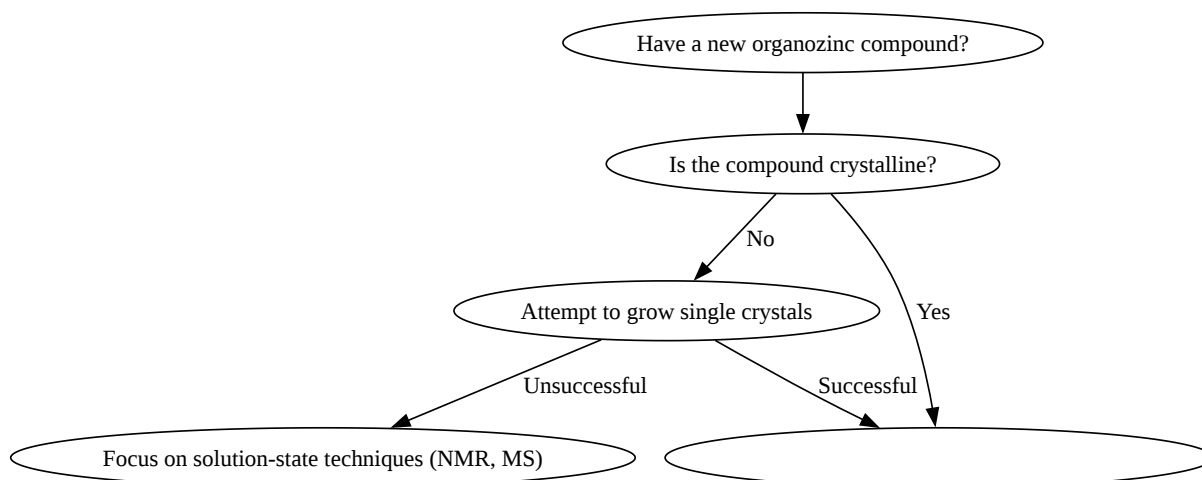 Have a new organozinc compound?
Is the compound crystalline?
No
Attempt to grow single crystals
Yes
Unsuccessful
Successful
Focus on solution-state techniques (NMR, MS)